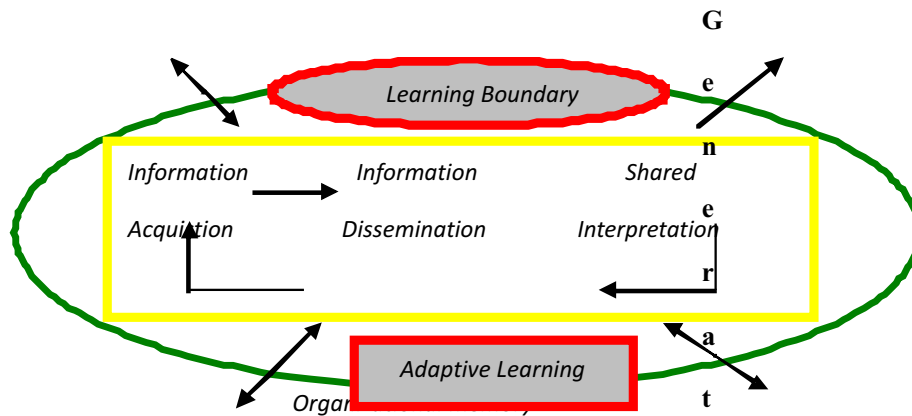 G
e
n
e
r
a
t
Learning Boundary
Information Information Shared
Acquisition Dissemination Interpretation
Adaptive Learning